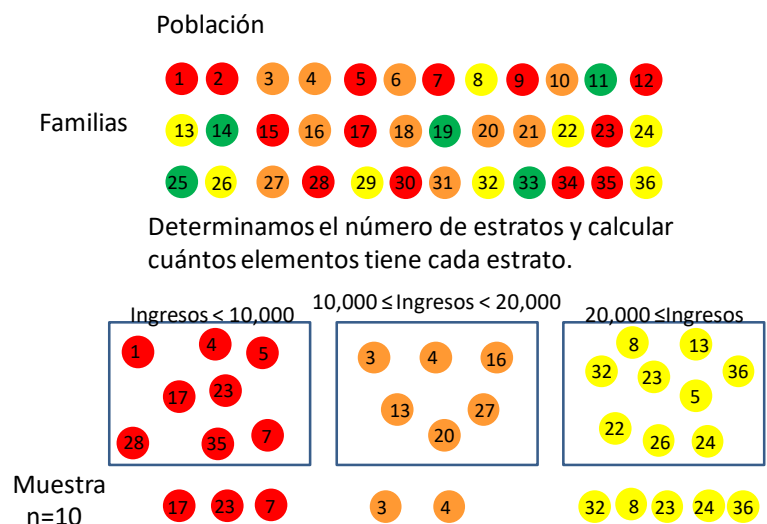 Población
1 2 3 4 5 6 7 8 9 10 11 12
Familias
13 14 15 16 17 18 19 20 21 22 23 24
25 26 27 28 29 30 31 32 33 34 35 36
Determinamos el número de estratos y calcular
cuántos elementos tiene cada estrato.
Ingresos < 10,000
10,000 ≤ Ingresos < 20,000
20,000 ≤Ingresos
1 4 5
17 23
28 35 7
3 4 16
13 27
20
8 13
32 23 36
5
22 26 24
Muestra
n=10
17 23 7
3 4
32 8 23 24 36